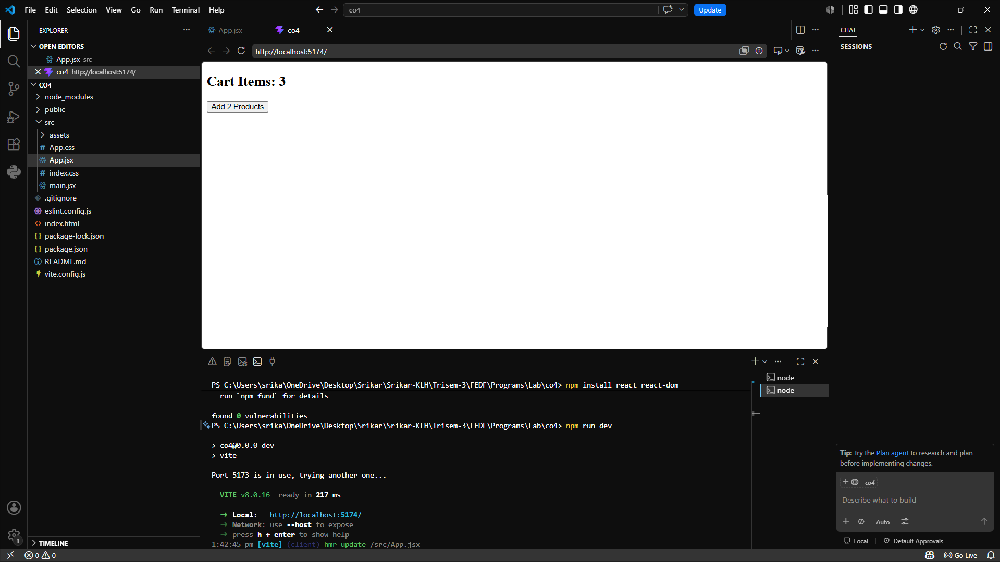 File Edit Selection View Go Run Terminal Help
co4
Update
EXPLORER
OPEN EDITORS
App.jsx src
co4 http://localhost:5174/
CO4
node_modules
public
src
assets
App.css
App.jsx
index.css
main.jsx
.gitignore
eslint.config.js
index.html
package-lock.json
package.json
README.md
vite.config.js
TIMELINE
App.jsx
co4
http://localhost:5174/
Cart Items: 3
Add 2 Products
PS C:\Users\srika\OneDrive\Desktop\Srikar\Srikar-KLH\Trisem-3\FEDF\Programs\Lab\co4> npm install react react-dom
run `npm fund` for details
found 0 vulnerabilities
PS C:\Users\srika\OneDrive\Desktop\Srikar\Srikar-KLH\Trisem-3\FEDF\Programs\Lab\co4> npm run dev
> co4@0.0.0 dev
> vite
Port 5173 is in use, trying another one...
VITE v8.0.16 ready in 217 ms
➜ Local: http://localhost:5174/
➜ Network: use --host to expose
➜ press h + enter to show help
1:42:45 pm [vite] (client) hmr update /src/App.jsx
node
node
CHAT
SESSIONS
Tip: Try the Plan agent to research and plan
before implementing changes.
co4
Describe what to build
Auto
Local
Default Approvals
1
0 0
Go Live